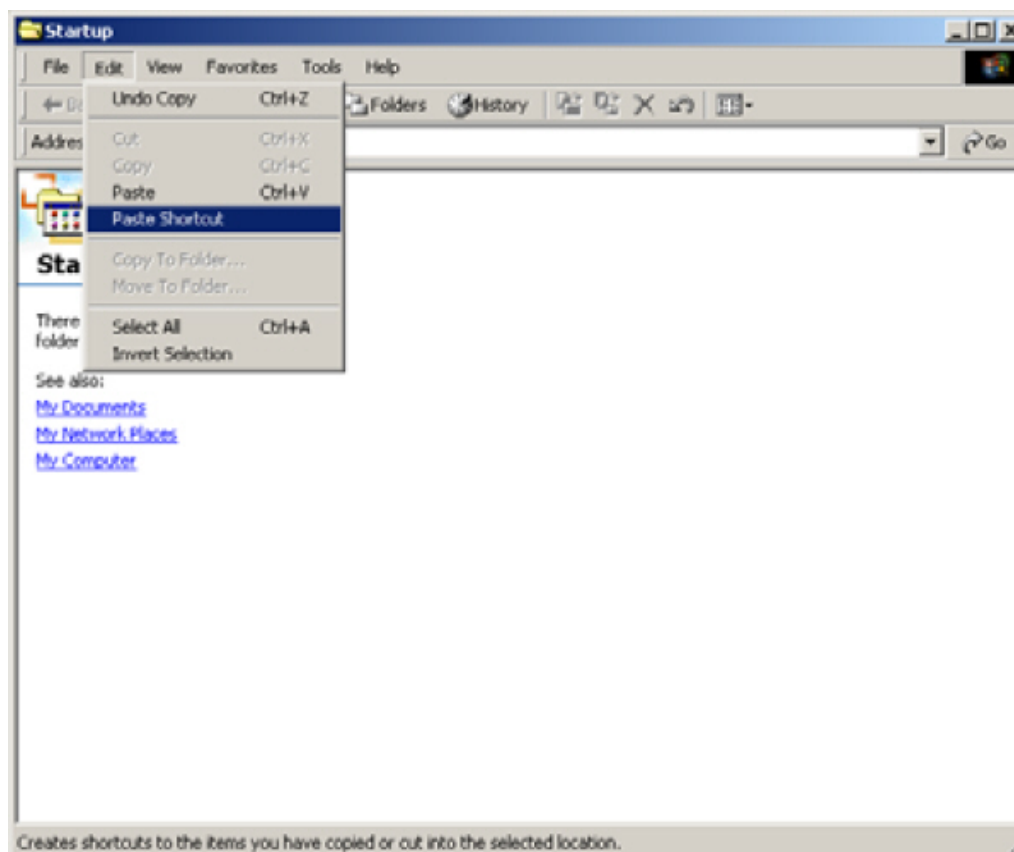 Startup
File Edit View Favorites Tools Help
Folders History
Addres Go
Undo Copy Ctrl+Z
Cut Ctrl+X
Copy Ctrl+C
Paste Ctrl+V
Paste Shortcut
Copy To Folder...
Move To Folder...
Select All Ctrl+A
Invert Selection
Sta
There
folder
See also:
My Documents
My Network Places
My Computer
Creates shortcuts to the items you have copied or cut into the selected location.